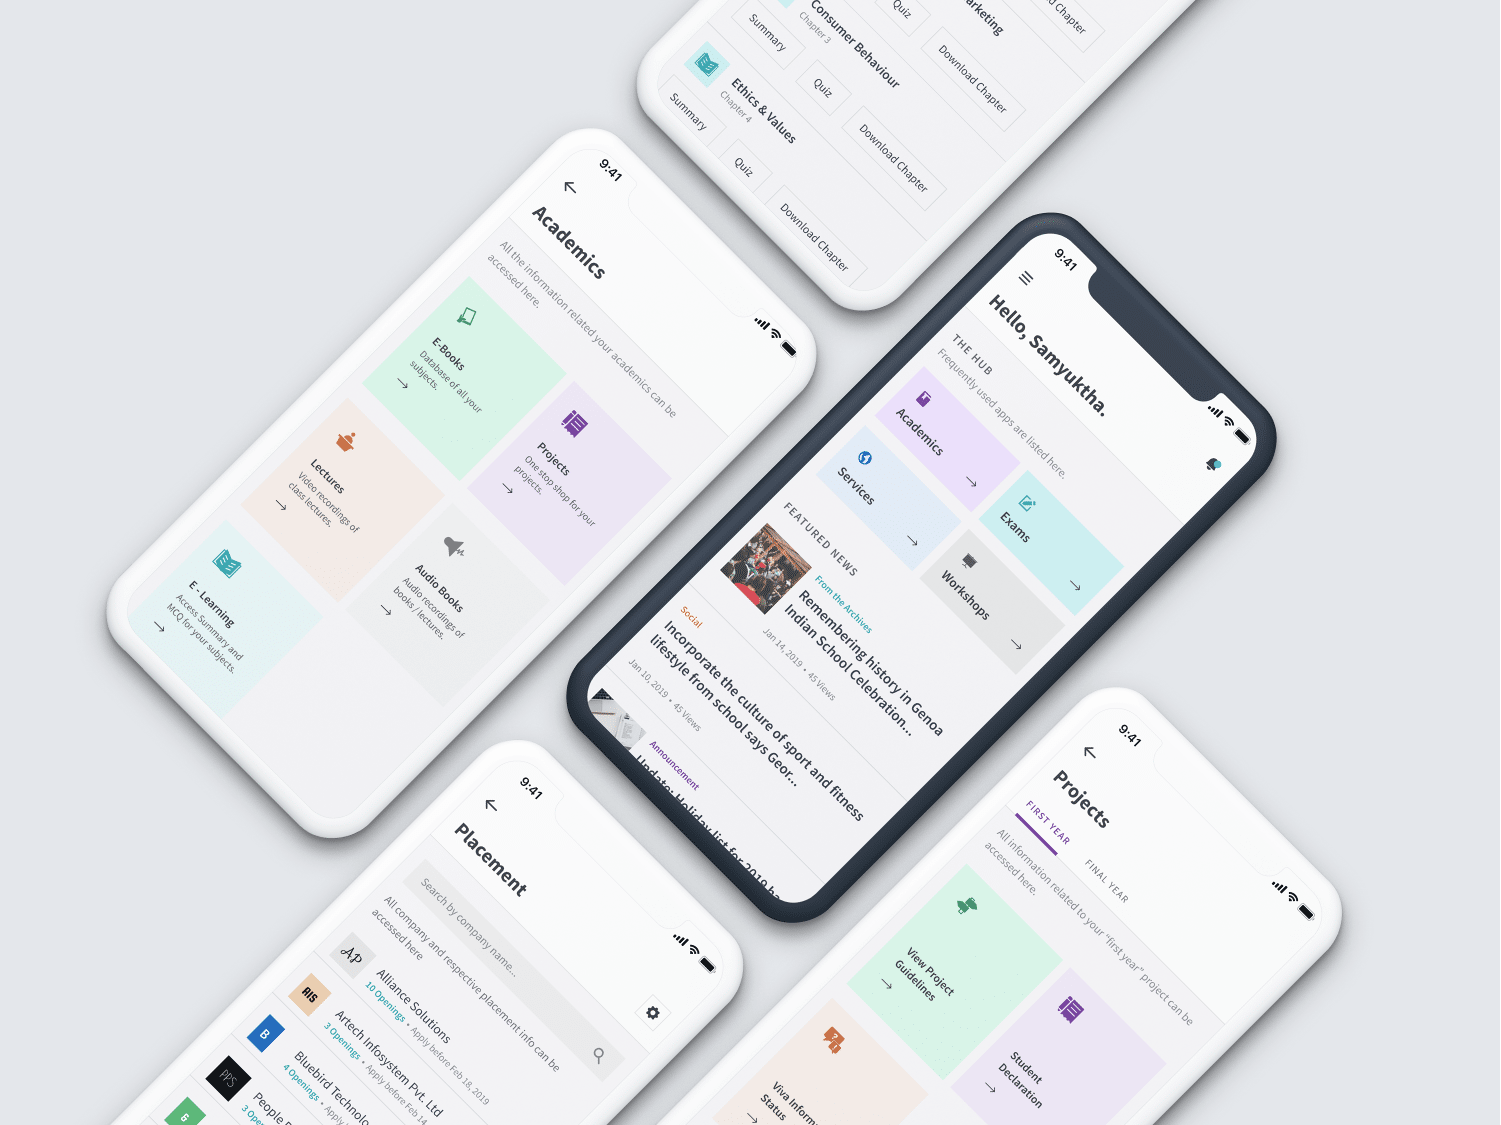 arketing
Quiz
d Chapter
Consumer Behaviour
Chapter 3
Summary
Quiz
Download Chapter
Ethics & Values
Chapter 4
Summary
Quiz
Download Chapter
Download Chapter
9:41
Academics
All the information related your academics can be
accessed here.
E-Books
Database of all your
subjects.
Projects
One stop shop for your
projects.
Lectures
Video recordings of
class lectures.
Audio Books
Audio recordings of
books / lectures.
E - Learning
Access Summary and
MCQ for your subjects.
9:41
Hello, Samyuktha.
THE HUB
Frequently used apps are listed here.
Academics
Exams
Services
Workshops
FEATURED NEWS
From the Archives
Remembering history in Genoa
Indian School Celebration...
Jan 14, 2019 • 45 Views
Social
Incorporate the culture of sport and fitness
lifestyle from school says Geor...
Jan 10, 2019 • 45 Views
Announcement
Update: Holiday list for 2019 ha
9:41
Placement
Search by company name...
All company and respective placement info can be
accessed here
AP
Alliance Solutions
10 Openings • Apply before Feb 18, 2019
AIS
Artech Infosystem Pvt. Ltd
3 Openings • Apply before Feb 14
B
Bluebird Technolo
4 Openings • Apply
PPS
People
3 Open
&
9:41
Projects
FIRST YEAR
FINAL YEAR
All information related to your "first year" project can be
accessed here.
View Project
Guidelines
Student
Declaration
Viva Inform
Status